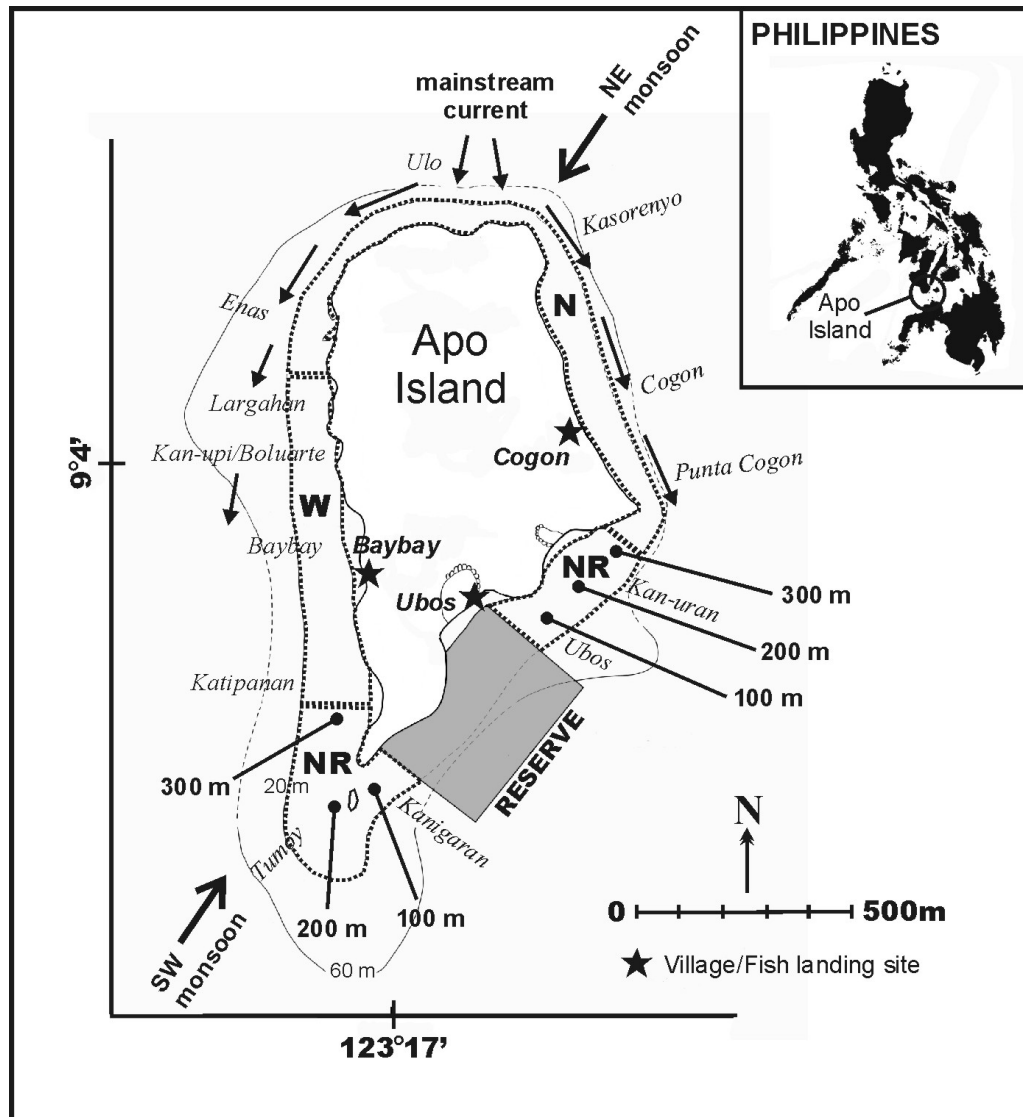 PHILIPPINES
Apo
Island
mainstream
current
NE
monsoon
Ulo
Kasorenyo
Enas
N
Apo
Island
Cogon
Largahan
Cogon
Punta Cogon
9°4'
Kan-upi/Boluarte
W
Baybay
Baybay
NR
300 m
Ubos
Kan-uran
200 m
Ubos
100 m
Katipanan
RESERVE
NR
300 m
20 m
Kanigaran
Tumoy
N
200 m
100 m
0
500m
SW
monsoon
60 m
Village/Fish landing site
123°17'